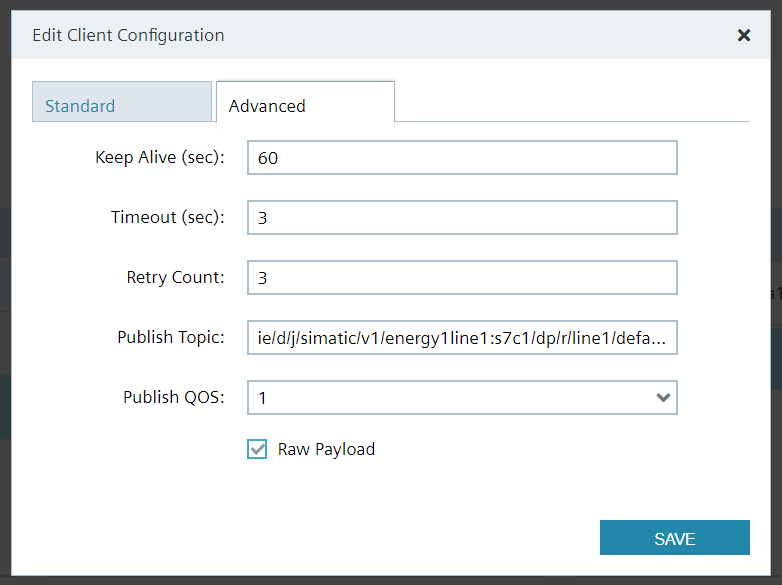 Edit Client Configuration
Standard
Advanced
Keep Alive (sec): 60
Timeout (sec): 3
Retry Count: 3
Publish Topic: ie/d/j/simatic/v1/energy1line1:s7c1/dp/r/line1/defa...
Publish QOS: 1
Raw Payload
SAVE